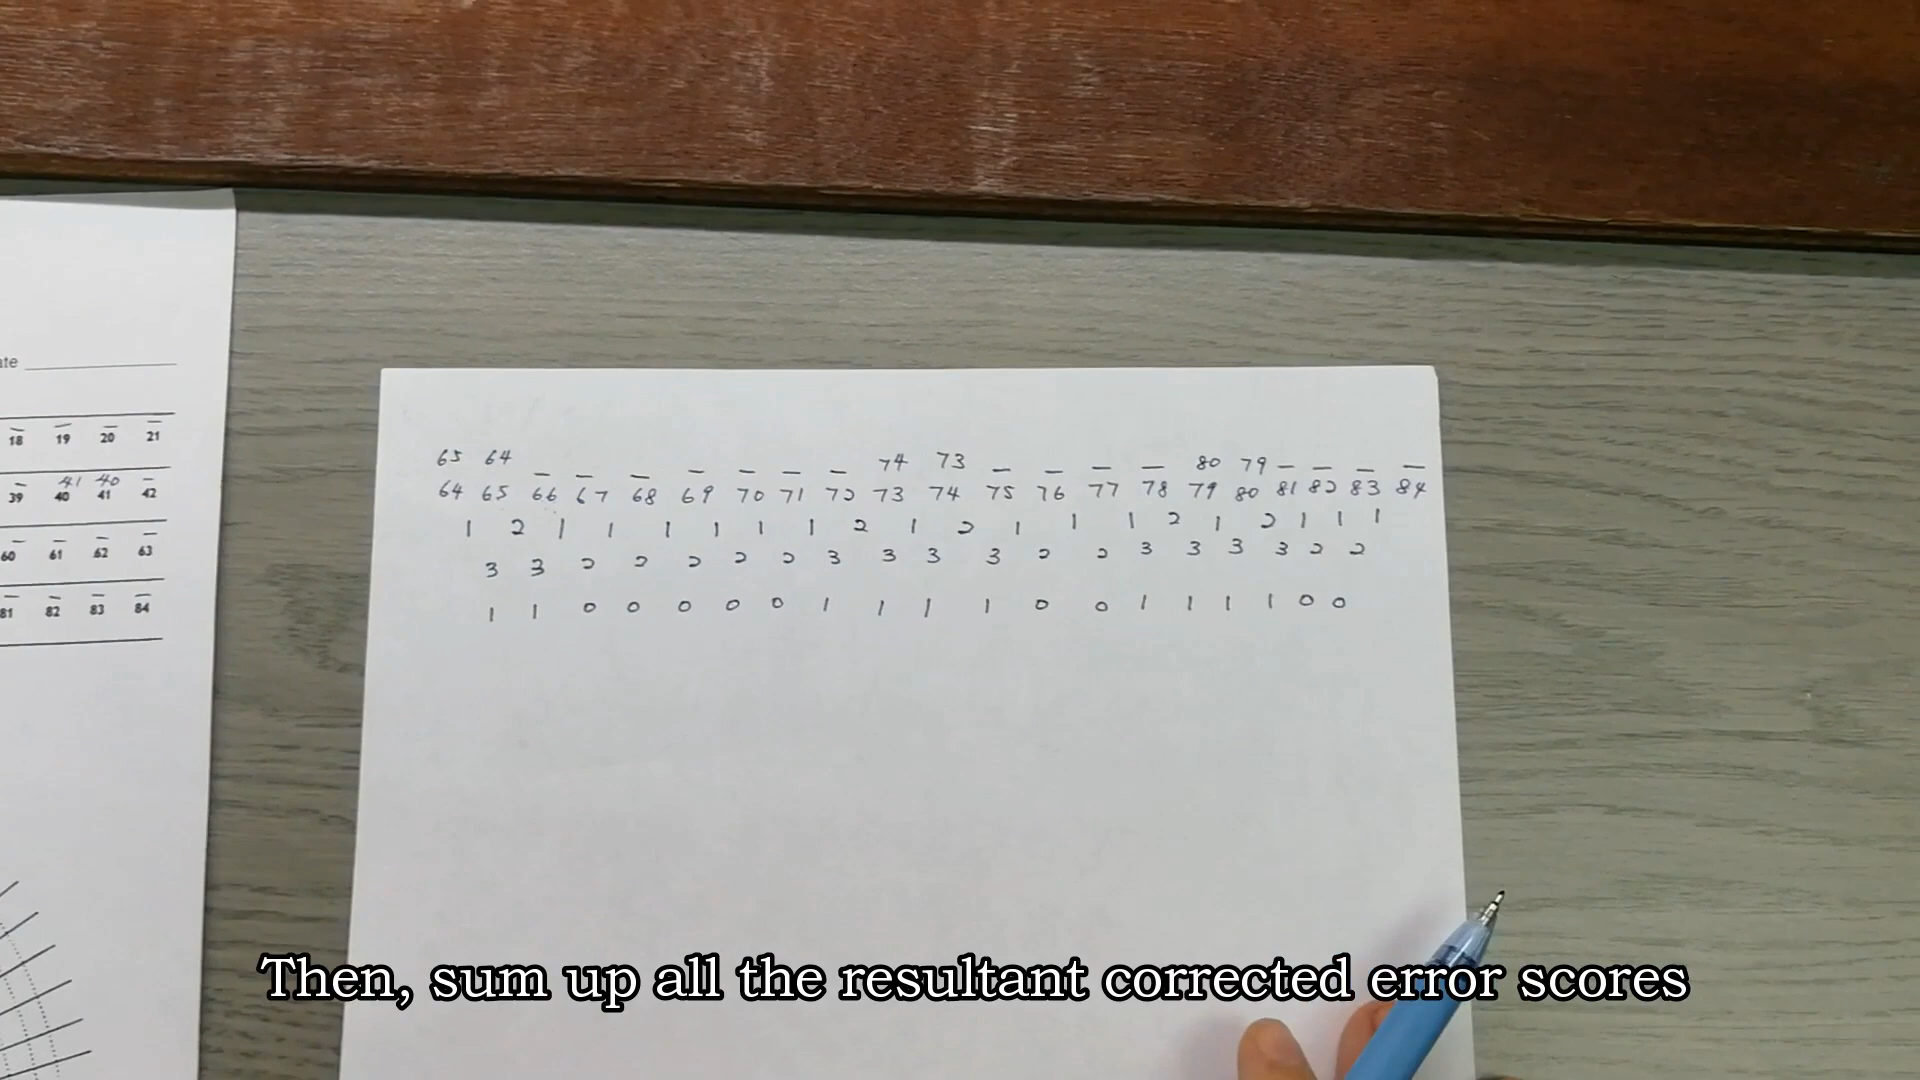 ate
18 19 20 21
41 40
39 40 41 42
60 61 62 63
81 82 83 84
65 64 — — — — — — — 74 73 — — — — 80 79 — — — —
64 65 66 67 68 69 70 71 72 73 74 75 76 77 78 79 80 81 82 83 84
1 2 1 1 1 1 1 1 2 1 2 1 1 1 2 1 2 1 1 1
3 3 2 2 2 2 2 3 3 3 3 2 2 3 3 3 3 2 2
1 1 0 0 0 0 0 1 1 1 1 0 0 1 1 1 1 0 0
Then, sum up all the resultant corrected error scores